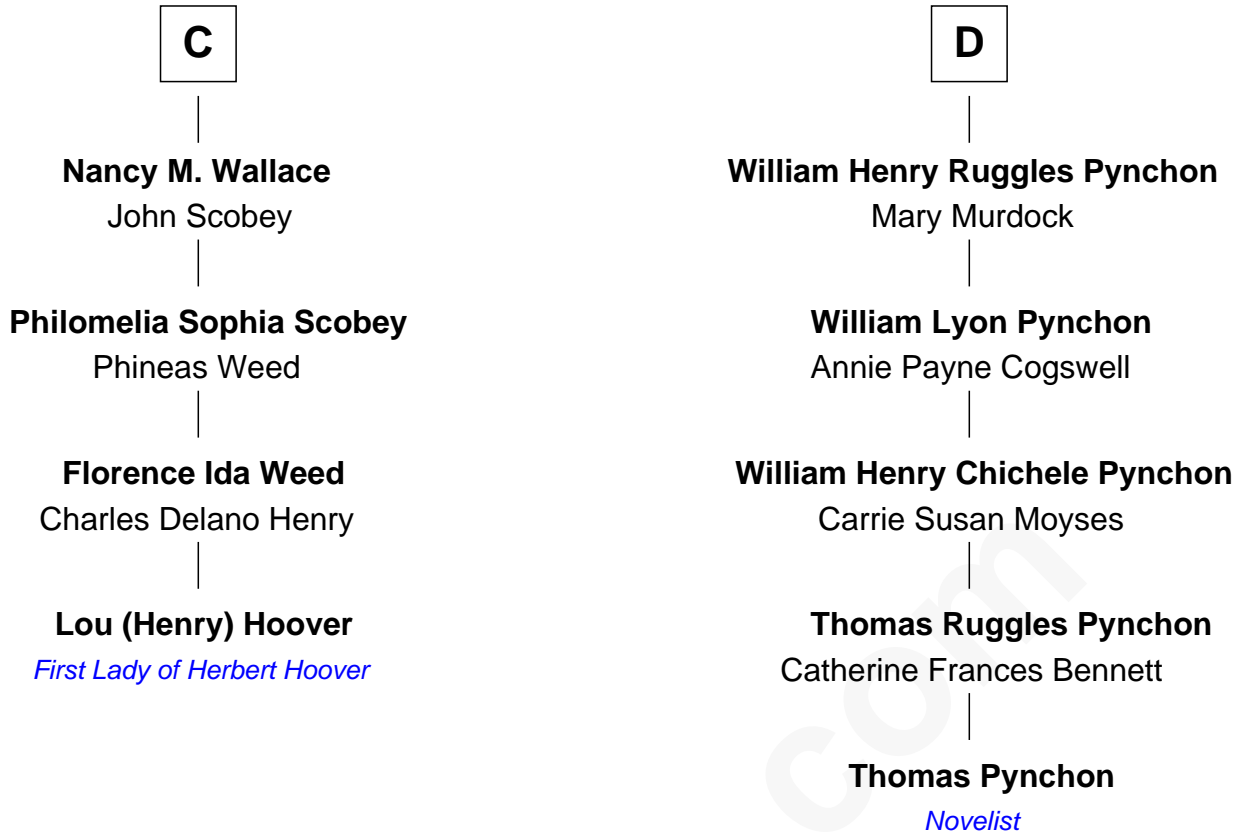 C
Nancy M. Wallace
John Scobey
Philomelia Sophia Scobey
Phineas Weed
Florence Ida Weed
Charles Delano Henry
Lou (Henry) Hoover
First Lady of Herbert Hoover
D
William Henry Ruggles Pynchon
Mary Murdock
William Lyon Pynchon
Annie Payne Cogswell
William Henry Chichele Pynchon
Carrie Susan Moyses
Thomas Ruggles Pynchon
Catherine Frances Bennett
Thomas Pynchon
Novelist
com